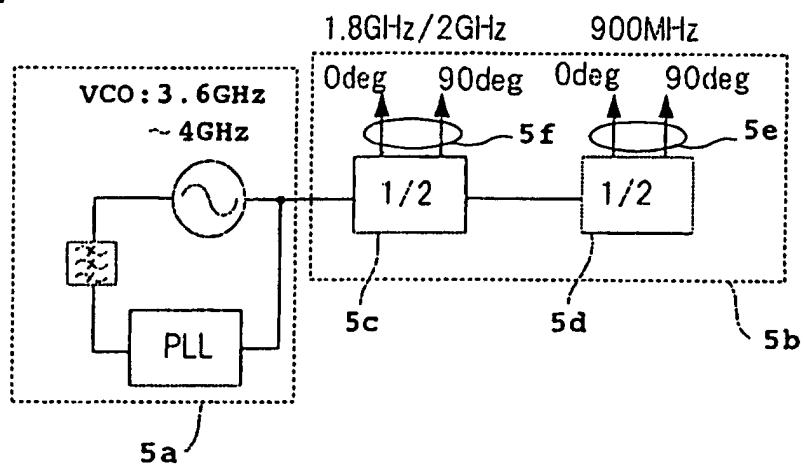 1.8GHz/2GHz 900MHz
0deg 90deg 0deg 90deg
VCO:3.6GHz
~4GHz
5f 5e
1/2 1/2
5c 5d 5b
PLL
5a